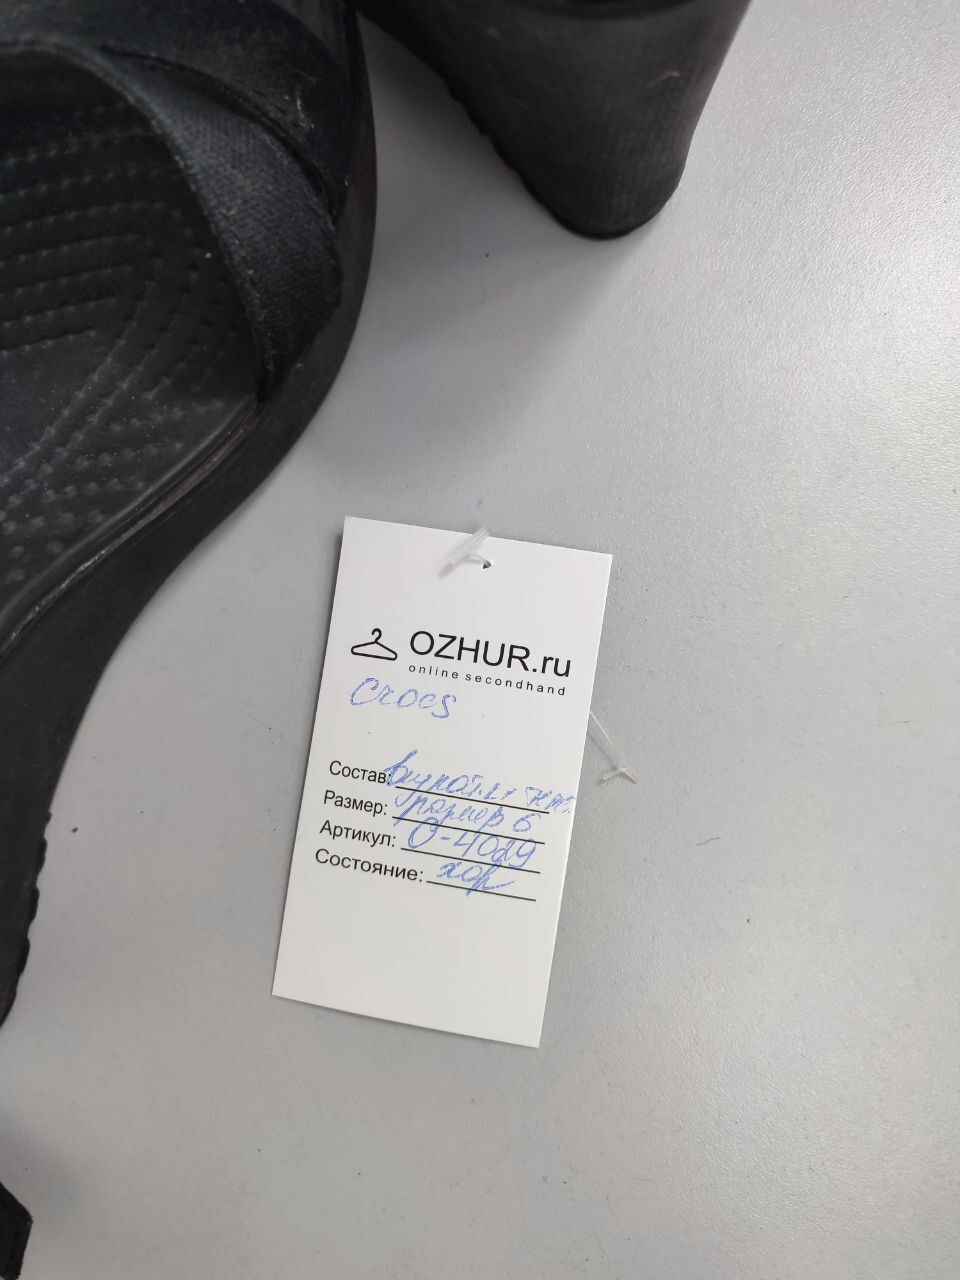 OZHUR.ru
online secondhand
crocs
Состав:
Размер: размер 6
Артикул: О-4029
Состояние: хор